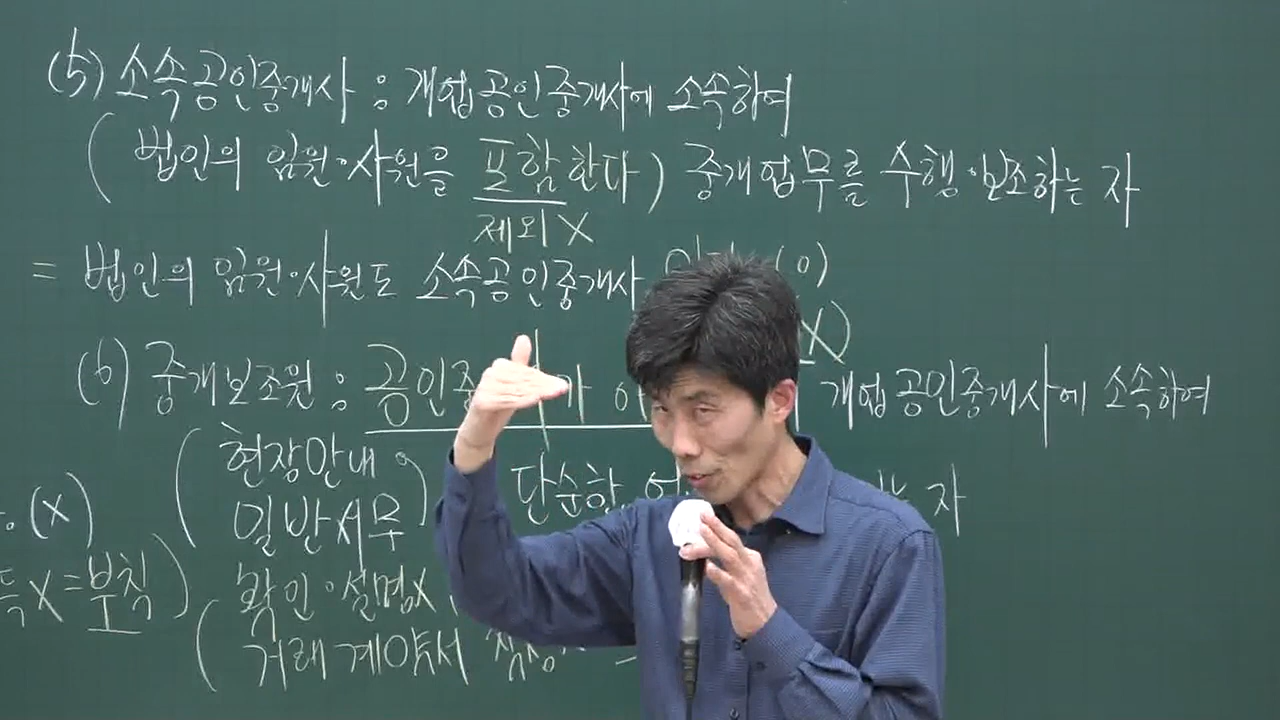 (5) 소속공인중개사 : 개업공인중개사에 소속하여
( 법인의 임원·사원을 포함한다 ) 중개업무를 수행·보조하는 자
제외 X
= 법인의 임원·사원도 소속공인중개사 (o)
X)
(6) 중개보조원 : 공인중 가 개업공인중개사에 소속하여
( 현장안내 ) 단순한 자
(x) 일반서무
X = 부칙 )
( 확인·설명X
거래계약서